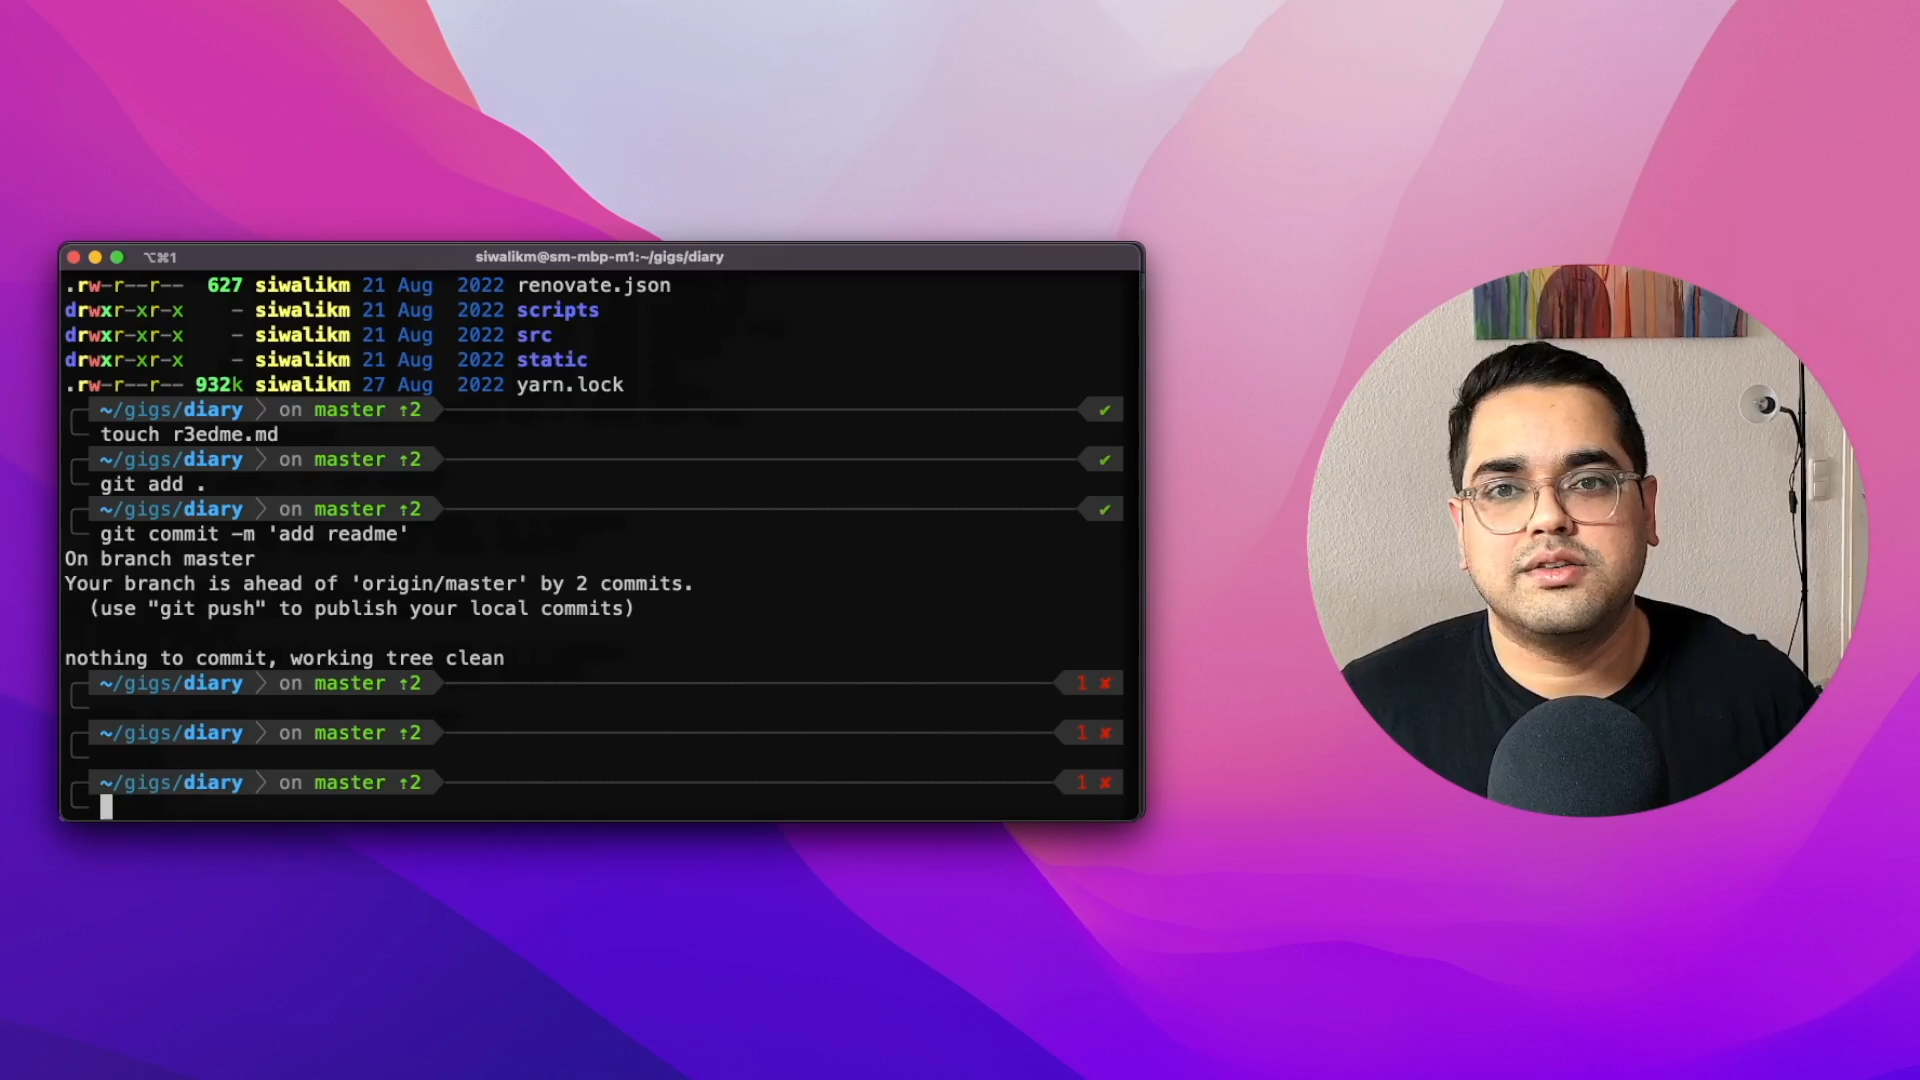 ⌥⌘1 siwalikm@sm-mbp-m1:~/gigs/diary
.rw-r--r-- 627 siwalikm 21 Aug 2022 renovate.json
drwxr-xr-x - siwalikm 21 Aug 2022 scripts
drwxr-xr-x - siwalikm 21 Aug 2022 src
drwxr-xr-x - siwalikm 21 Aug 2022 static
.rw-r--r-- 932k siwalikm 27 Aug 2022 yarn.lock
~/gigs/diary on master ⇡2 ✔
touch r3edme.md
~/gigs/diary on master ⇡2 ✔
git add .
~/gigs/diary on master ⇡2 ✔
git commit -m 'add readme'
On branch master
Your branch is ahead of 'origin/master' by 2 commits.
(use "git push" to publish your local commits)
nothing to commit, working tree clean
~/gigs/diary on master ⇡2 1 ✘
~/gigs/diary on master ⇡2 1 ✘
~/gigs/diary on master ⇡2 1 ✘